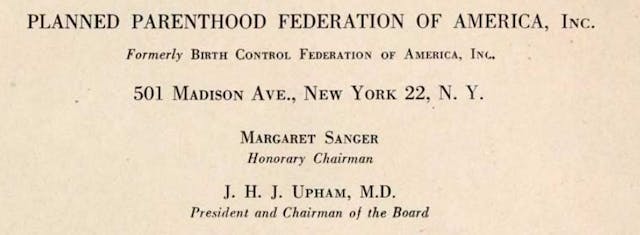 PLANNED PARENTHOOD FEDERATION OF AMERICA, INC.
Formerly BIRTH CONTROL FEDERATION OF AMERICA, INC.
501 MADISON AVE., NEW YORK 22, N. Y.
MARGARET SANGER
Honorary Chairman
J. H. J. UPHAM, M.D.
President and Chairman of the Board